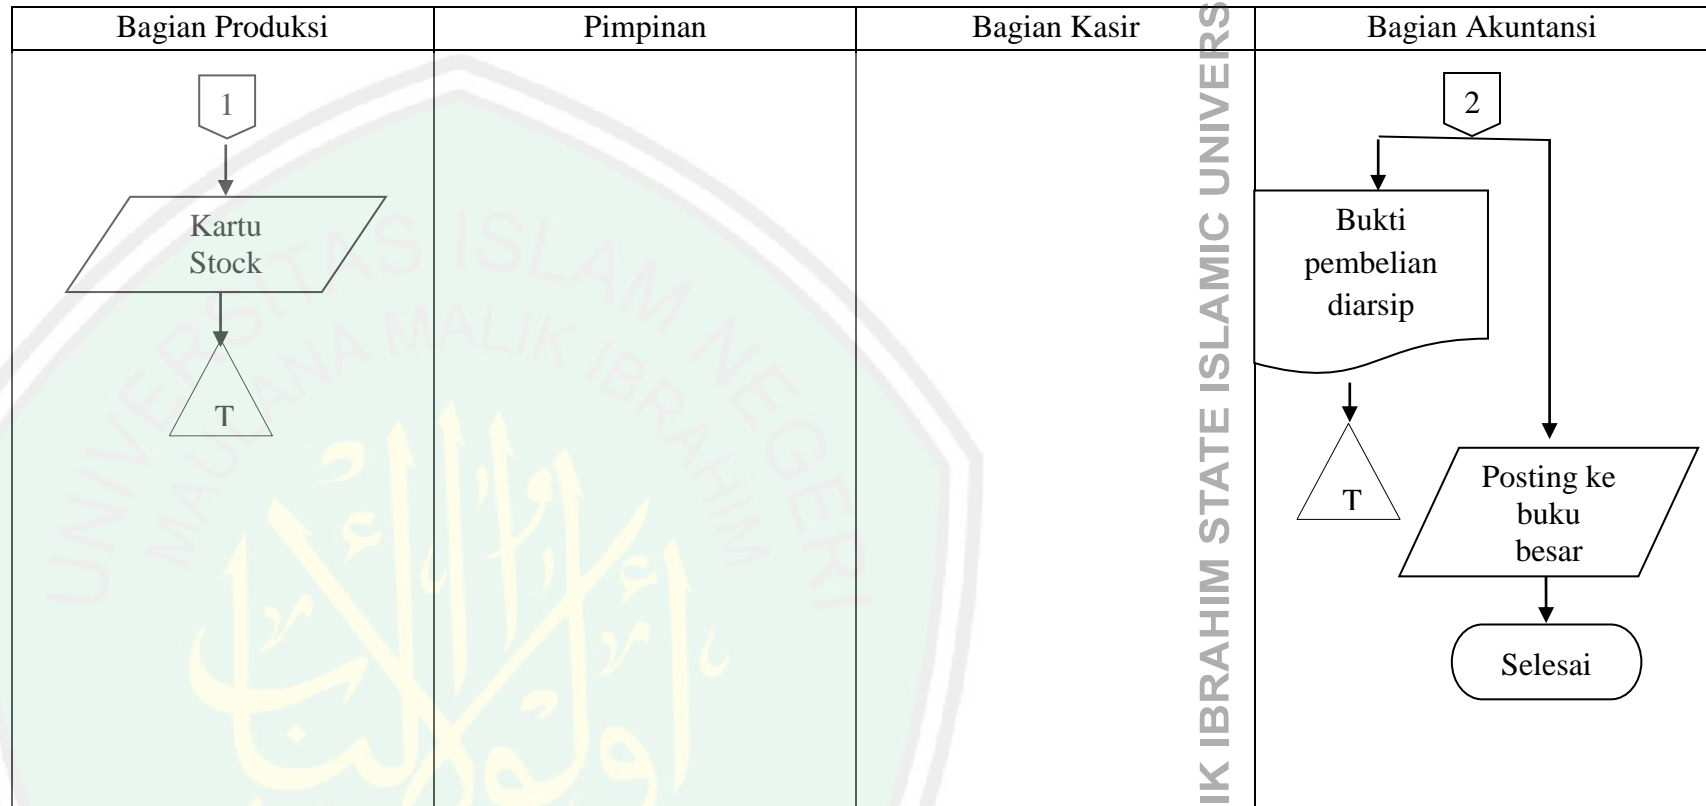 Bagian Produksi
Pimpinan
Bagian Kasir
Bagian Akuntansi
1
Kartu
Stock
T
2
Bukti
pembelian
diarsip
T
Posting ke
buku
besar
Selesai
UNIVERSITAS ISLAM NEGERI
MAULANA MALIK IBRAHIM
IK IBRAHIM STATE ISLAMIC UNIVERS